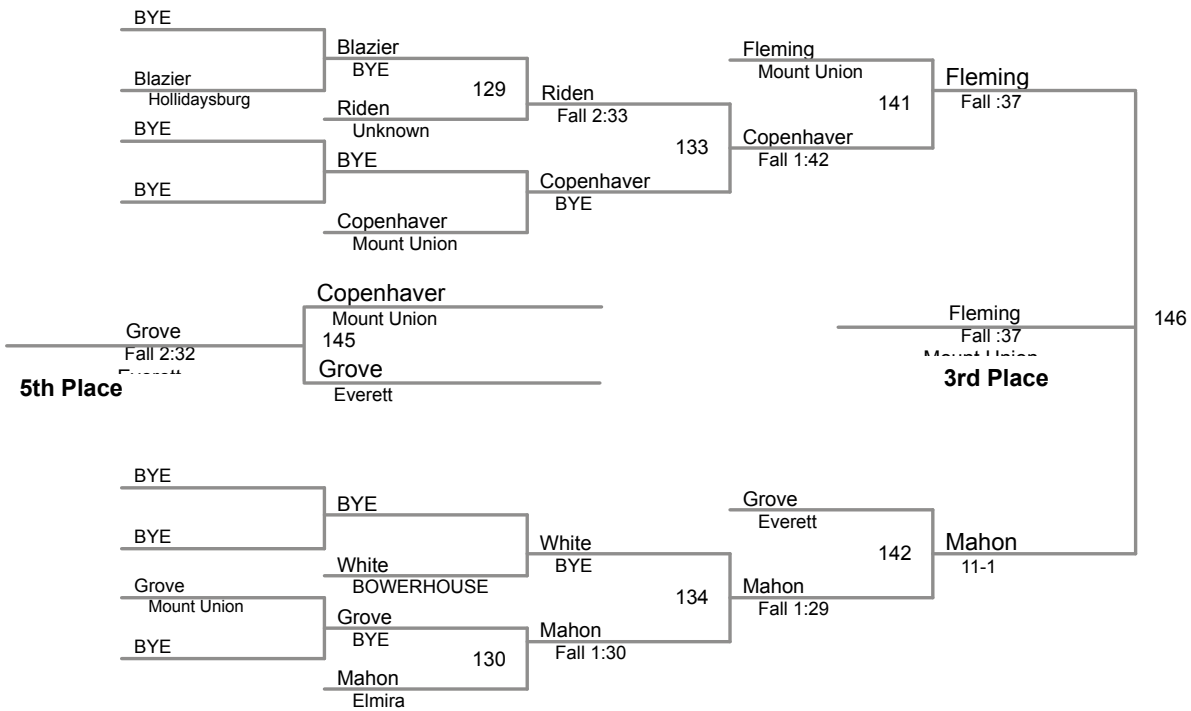 BYE
Blazier
BYE
Fleming
Mount Union
Blazier
Hollidaysburg
129
Riden
Fall 2:33
141
Fleming
Fall :37
Riden
Unknown
BYE
133
Copenhaver
Fall 1:42
BYE
BYE
Copenhaver
BYE
Copenhaver
Mount Union
Copenhaver
Mount Union
Grove
Fall 2:32
145
Fleming
Fall :37
146
5th Place
Grove
Everett
3rd Place
BYE
BYE
Grove
Everett
BYE
White
BYE
142
Mahon
11-1
White
BOWERHOUSE
Grove
Mount Union
134
Mahon
Fall 1:29
Grove
BYE
BYE
130
Mahon
Fall 1:30
Mahon
Elmira